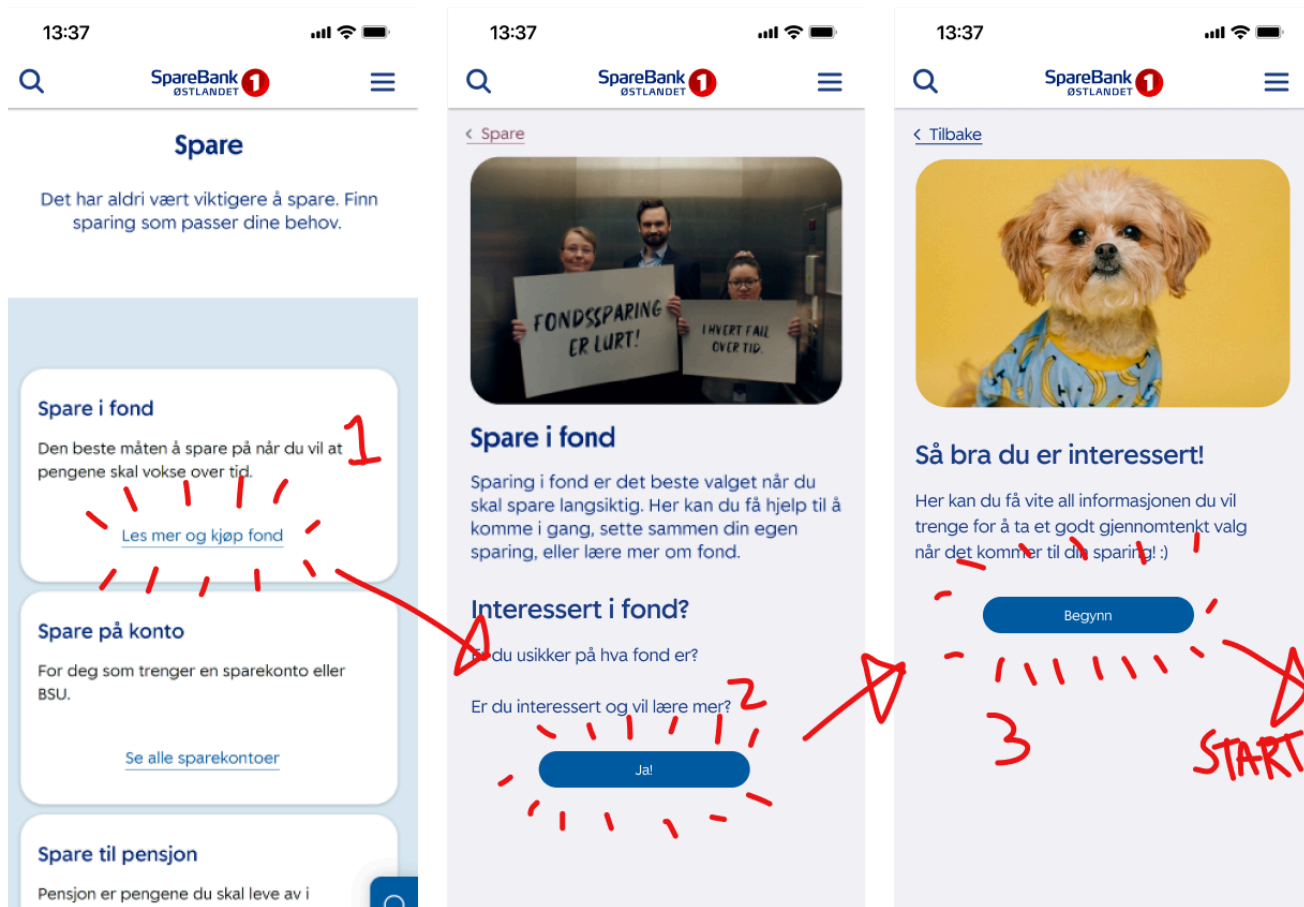 13:37
SpareBank 1
ØSTLANDET
Spare
Det har aldri vært viktigere å spare. Finn
sparing som passer dine behov.
Spare i fond
Den beste måten å spare på når du vil at
pengene skal vokse over tid.
1
Les mer og kjøp fond
Spare på konto
For deg som trenger en sparekonto eller
BSU.
Se alle sparekontoer
Spare til pensjon
Pensjon er pengene du skal leve av i
13:37
SpareBank 1
ØSTLANDET
< Spare
FONDSSPARING
ER LURT!
I HVERT FALL
OVER TID.
Spare i fond
Sparing i fond er det beste valget når du
skal spare langsiktig. Her kan du få hjelp til å
komme i gang, sette sammen din egen
sparing, eller lære mer om fond.
Interessert i fond?
Er du usikker på hva fond er?
Er du interessert og vil lære mer?
2
Ja!
13:37
SpareBank 1
ØSTLANDET
< Tilbake
Så bra du er interessert!
Her kan du få vite all informasjonen du vil
trenge for å ta et godt gjennomtenkt valg
når det kommer til din sparing! :)
Begynn
3
START